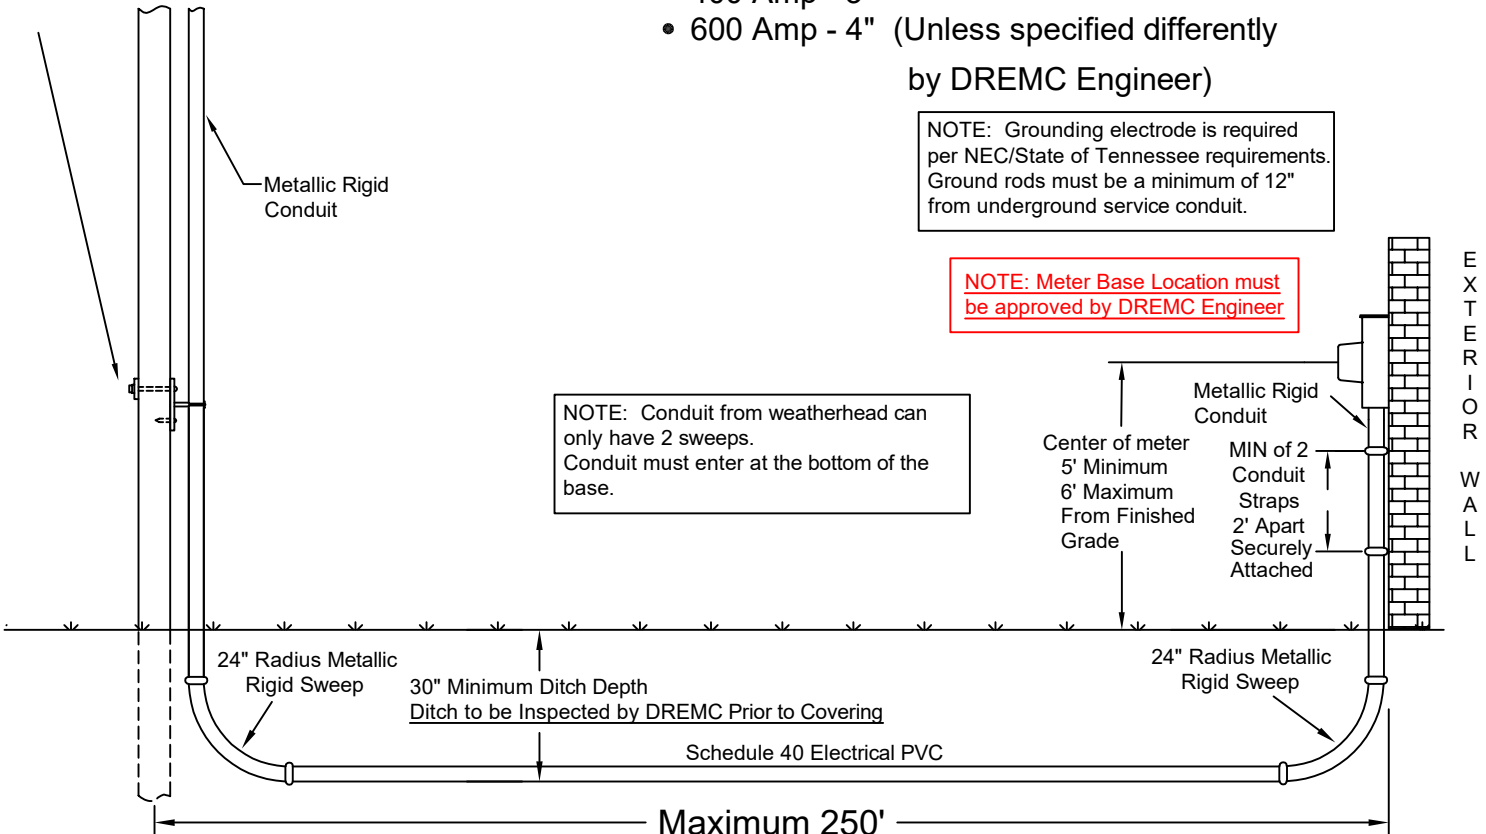 • 600 Amp - 4" (Unless specified differently
by DREMC Engineer)
NOTE: Grounding electrode is required
per NEC/State of Tennessee requirements.
Ground rods must be a minimum of 12"
from underground service conduit.
Metallic Rigid
Conduit
NOTE: Meter Base Location must
be approved by DREMC Engineer
EXTERIOR WALL
NOTE: Conduit from weatherhead can
only have 2 sweeps.
Conduit must enter at the bottom of the
base.
Metallic Rigid
Conduit
Center of meter
5' Minimum
6' Maximum
From Finished
Grade
MIN of 2
Conduit
Straps
2' Apart
Securely
Attached
24" Radius Metallic
Rigid Sweep
30" Minimum Ditch Depth
Ditch to be Inspected by DREMC Prior to Covering
24" Radius Metallic
Rigid Sweep
Schedule 40 Electrical PVC
Maximum 250'